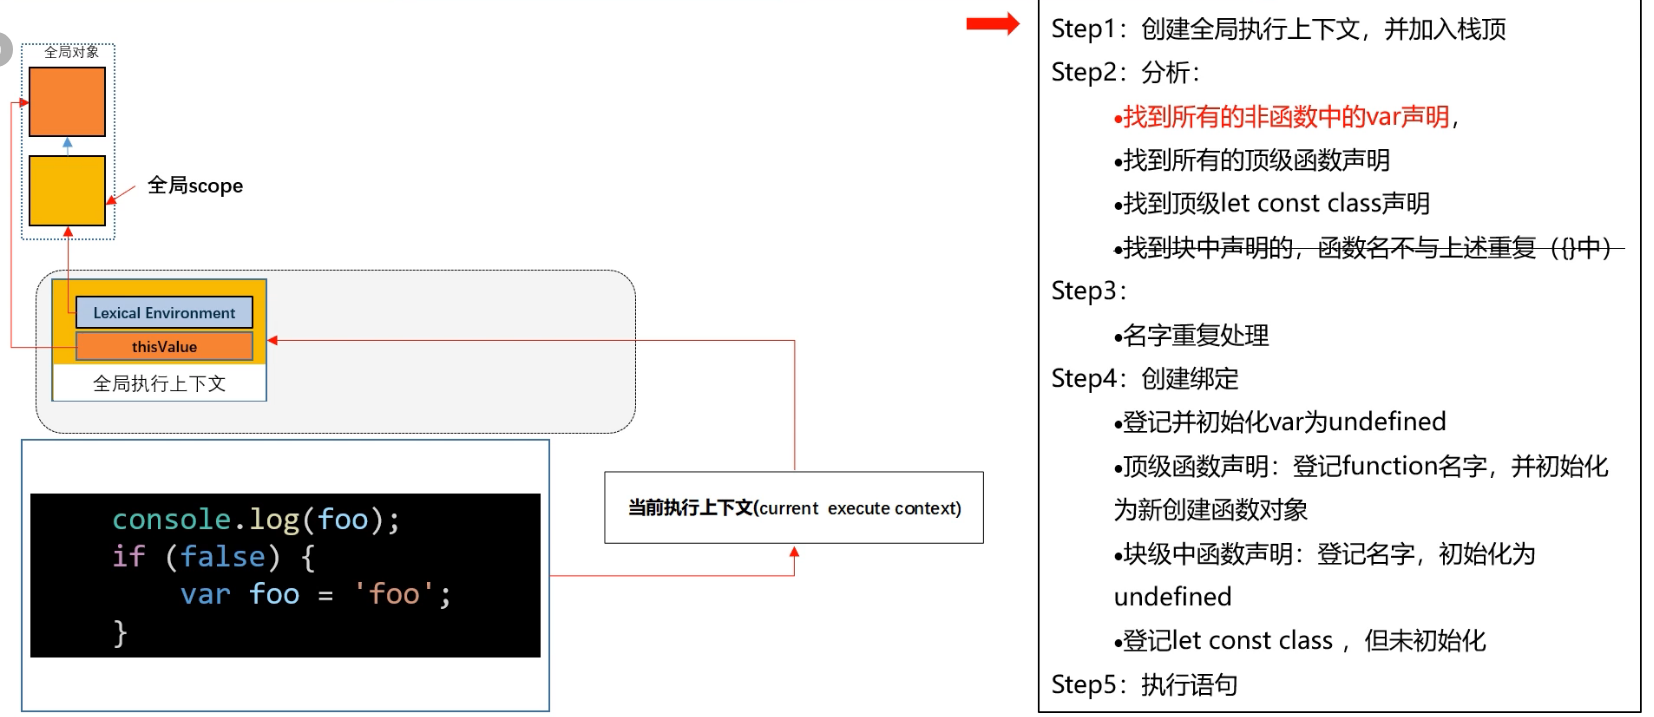 全局对象
全局scope
Lexical Environment
thisValue
全局执行上下文
console.log(foo);
if (false) {
    var foo = 'foo';
}
当前执行上下文(current execute context)
Step1：创建全局执行上下文，并加入栈顶
Step2：分析：
•找到所有的非函数中的var声明，
•找到所有的顶级函数声明
•找到顶级let const class声明
•找到块中声明的，函数名不与上述重复（{}中）
Step3：
•名字重复处理
Step4：创建绑定
•登记并初始化var为undefined
•顶级函数声明：登记function名字，并初始化
为新创建函数对象
•块级中函数声明：登记名字，初始化为
undefined
•登记let const class ，但未初始化
Step5：执行语句